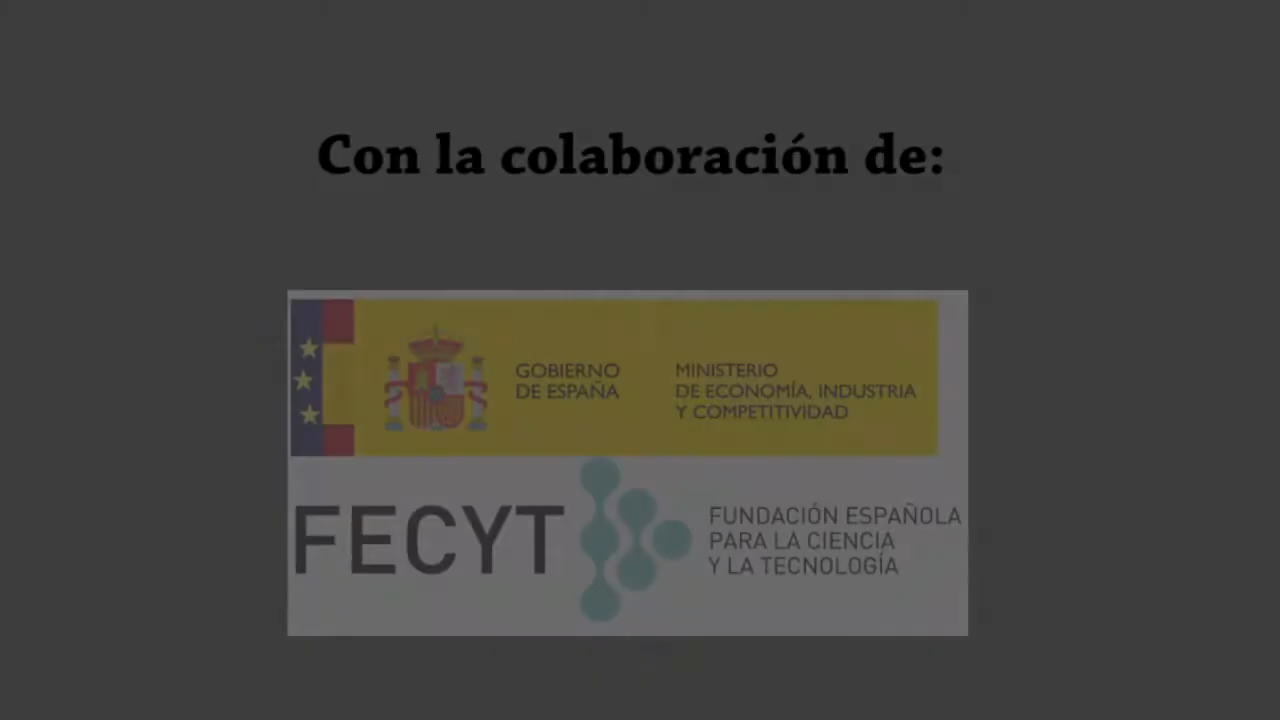 Con la colaboración de:
GOBIERNO
DE ESPAÑA
MINISTERIO
DE ECONOMÍA, INDUSTRIA
Y COMPETITIVIDAD
FECYT
FUNDACIÓN ESPAÑOLA
PARA LA CIENCIA
Y LA TECNOLOGÍA